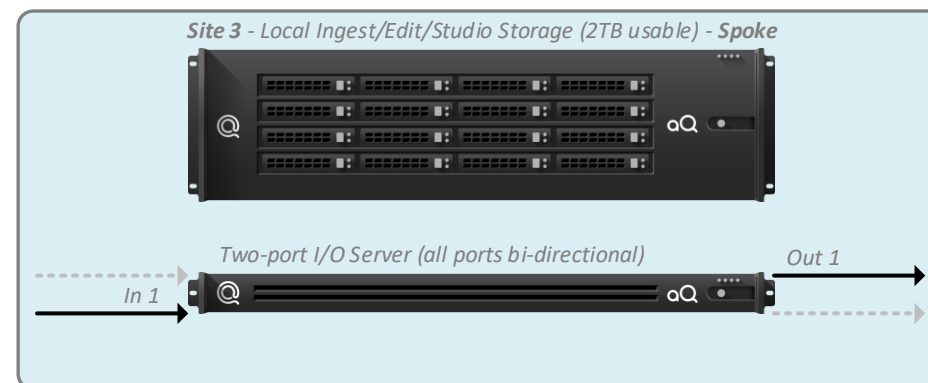 Site 3 - Local Ingest/Edit/Studio Storage (2TB usable) - Spoke
aQ
Two-port I/O Server (all ports bi-directional)
Out 1
In 1
aQ